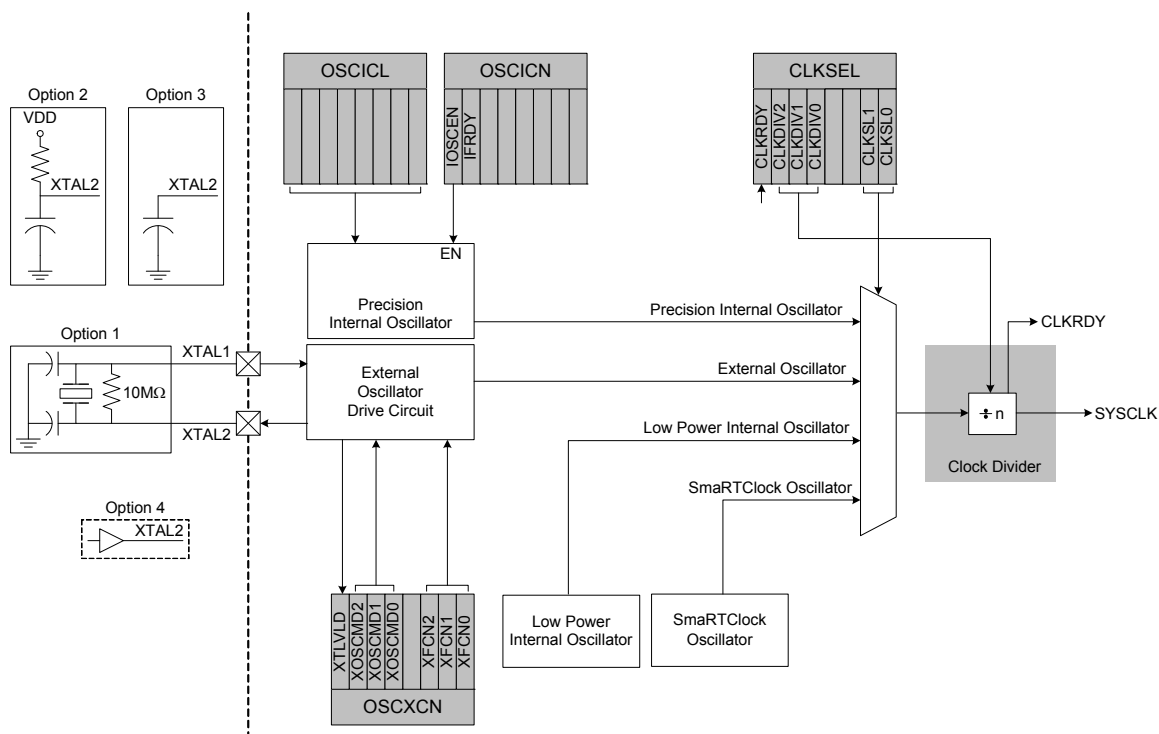 OSCICL
OSCICN
IOSCEN
IFRDY
CLKSEL
CLKRDY
CLKDIV2
CLKDIV1
CLKDIV0
CLKSL1
CLKSL0
Option 2
VDD
XTAL2
Option 3
XTAL2
EN
Precision
Internal Oscillator
Precision Internal Oscillator
Option 1
XTAL1
10MΩ
XTAL2
External
Oscillator
Drive Circuit
External Oscillator
Low Power Internal Oscillator
SmaRTClock Oscillator
CLKRDY
÷ n
SYSCLK
Clock Divider
Option 4
XTAL2
XTLVLD
XOSCMD2
XOSCMD1
XOSCMD0
XFCN2
XFCN1
XFCN0
OSCXCN
Low Power
Internal Oscillator
SmaRTClock
Oscillator